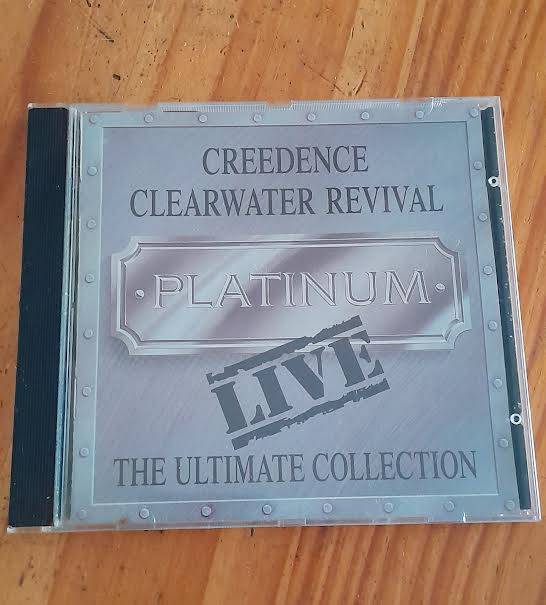 CREEDENCE
CLEARWATER REVIVAL
PLATINUM
LIVE
THE ULTIMATE COLLECTION